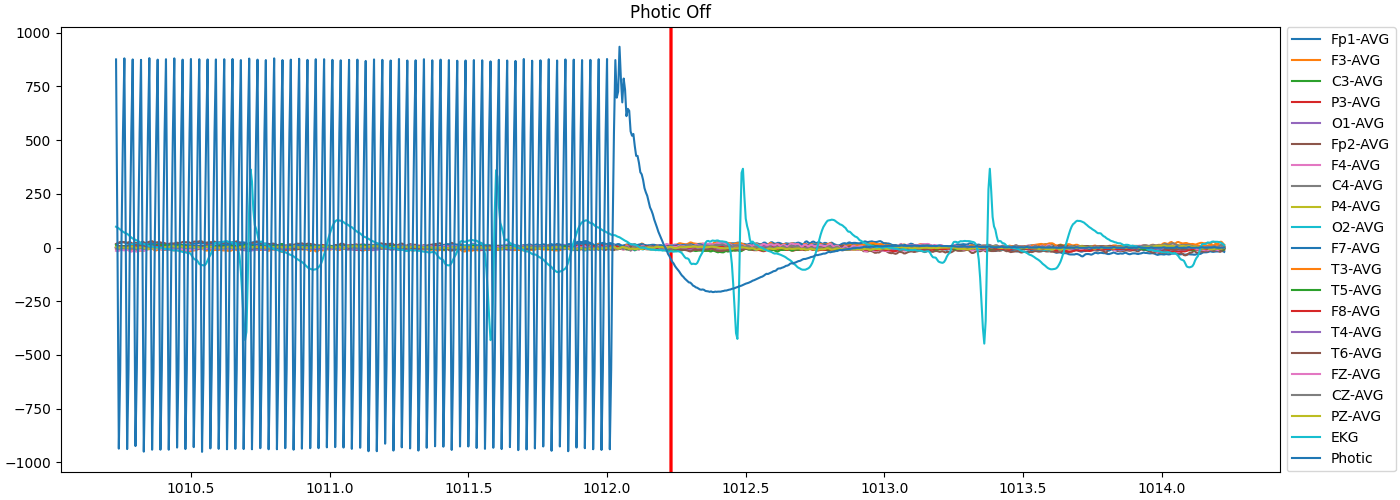 Photic Off
1000
750
500
250
0
−250
−500
−750
−1000
1010.5 1011.0 1011.5 1012.0 1012.5 1013.0 1013.5 1014.0
Fp1-AVG
F3-AVG
C3-AVG
P3-AVG
O1-AVG
Fp2-AVG
F4-AVG
C4-AVG
P4-AVG
O2-AVG
F7-AVG
T3-AVG
T5-AVG
F8-AVG
T4-AVG
T6-AVG
FZ-AVG
CZ-AVG
PZ-AVG
EKG
Photic